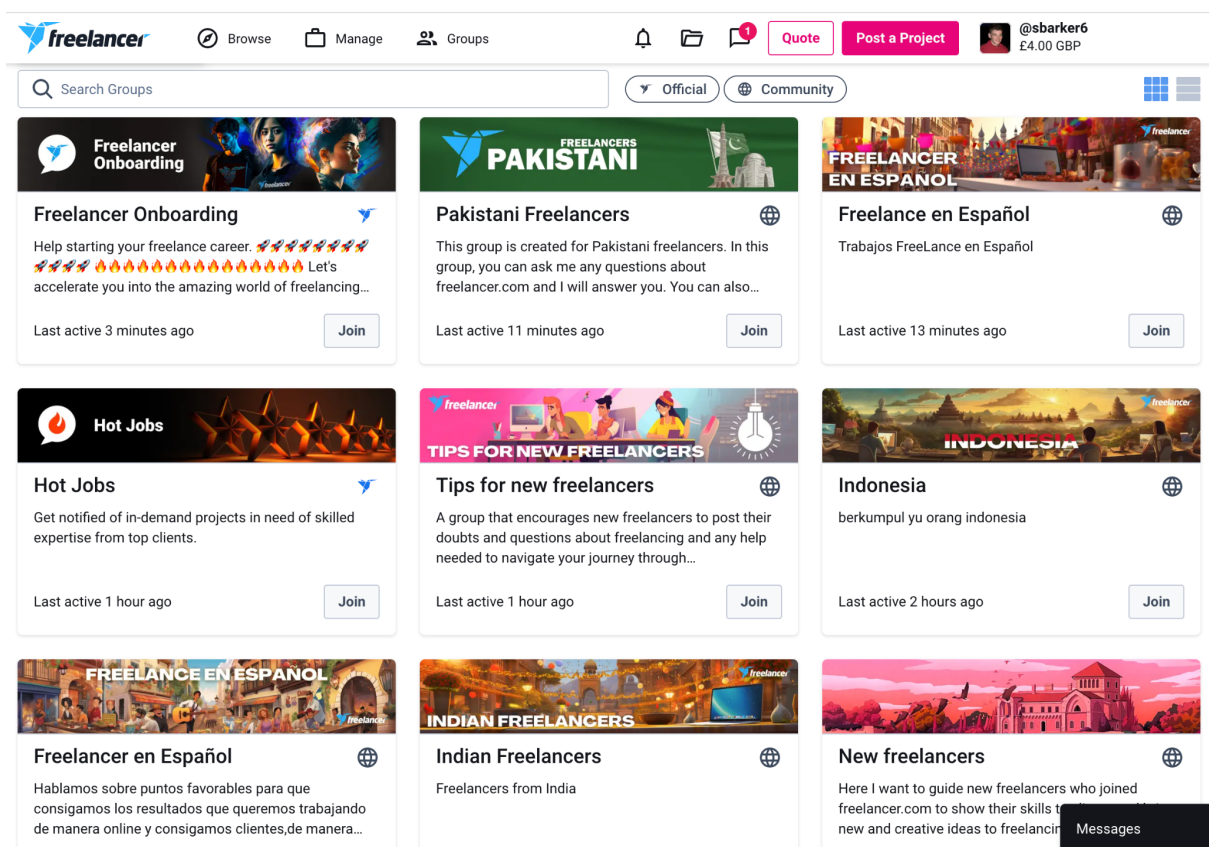 freelancer
Browse
Manage
Groups
1
Quote
Post a Project
@sbarker6
£4.00 GBP
Search Groups
Official
Community
Freelancer
Onboarding
freelancer
Freelancer Onboarding
Help starting your freelance career. 🚀🚀🚀🚀🚀🚀🚀🚀
🚀🚀🚀🚀 🔥🔥🔥🔥🔥🔥🔥🔥🔥🔥🔥🔥🔥🔥🔥 Let's
accelerate you into the amazing world of freelancing...
Last active 3 minutes ago
Join
FREELANCERS
PAKISTANI
Pakistani Freelancers
This group is created for Pakistani freelancers. In this
group, you can ask me any questions about
freelancer.com and I will answer you. You can also...
Last active 11 minutes ago
Join
freelancer
FREELANCER
EN ESPAÑOL
Freelance en Español
Trabajos FreeLance en Español
Last active 13 minutes ago
Join
Hot Jobs
Hot Jobs
Get notified of in-demand projects in need of skilled
expertise from top clients.
Last active 1 hour ago
Join
freelancer
TIPS FOR NEW FREELANCERS
Tips for new freelancers
A group that encourages new freelancers to post their
doubts and questions about freelancing and any help
needed to navigate your journey through...
Last active 1 hour ago
Join
freelancer
INDONESIA
Indonesia
berkumpul yu orang indonesia
Last active 2 hours ago
Join
FREELANCE EN ESPAÑOL
freelancer
Freelancer en Español
Hablamos sobre puntos favorables para que
consigamos los resultados que queremos trabajando
de manera online y consigamos clientes,de manera...
freelancer
INDIAN FREELANCERS
Indian Freelancers
Freelancers from India
New freelancers
Here I want to guide new freelancers who joined
freelancer.com to show their skills
new and creative ideas to
Messages